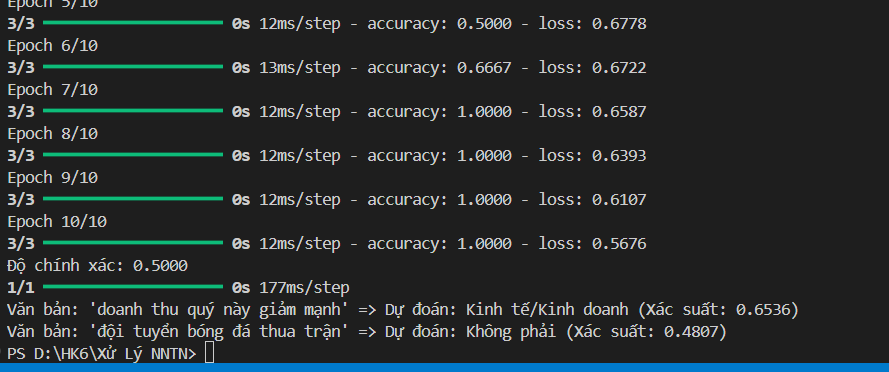 Epoch 5/10
3/3 ━━━━━━━━━━━━━━━━━━━━ 0s 12ms/step - accuracy: 0.5000 - loss: 0.6778
Epoch 6/10
3/3 ━━━━━━━━━━━━━━━━━━━━ 0s 13ms/step - accuracy: 0.6667 - loss: 0.6722
Epoch 7/10
3/3 ━━━━━━━━━━━━━━━━━━━━ 0s 12ms/step - accuracy: 1.0000 - loss: 0.6587
Epoch 8/10
3/3 ━━━━━━━━━━━━━━━━━━━━ 0s 12ms/step - accuracy: 1.0000 - loss: 0.6393
Epoch 9/10
3/3 ━━━━━━━━━━━━━━━━━━━━ 0s 12ms/step - accuracy: 1.0000 - loss: 0.6107
Epoch 10/10
3/3 ━━━━━━━━━━━━━━━━━━━━ 0s 12ms/step - accuracy: 1.0000 - loss: 0.5676
Độ chính xác: 0.5000
1/1 ━━━━━━━━━━━━━━━━━━━━ 0s 177ms/step
Văn bản: 'doanh thu quý này giảm mạnh' => Dự đoán: Kinh tế/Kinh doanh (Xác suất: 0.6536)
Văn bản: 'đội tuyển bóng đá thua trận' => Dự đoán: Không phải (Xác suất: 0.4807)
PS D:\HK6\Xử Lý NNTN>